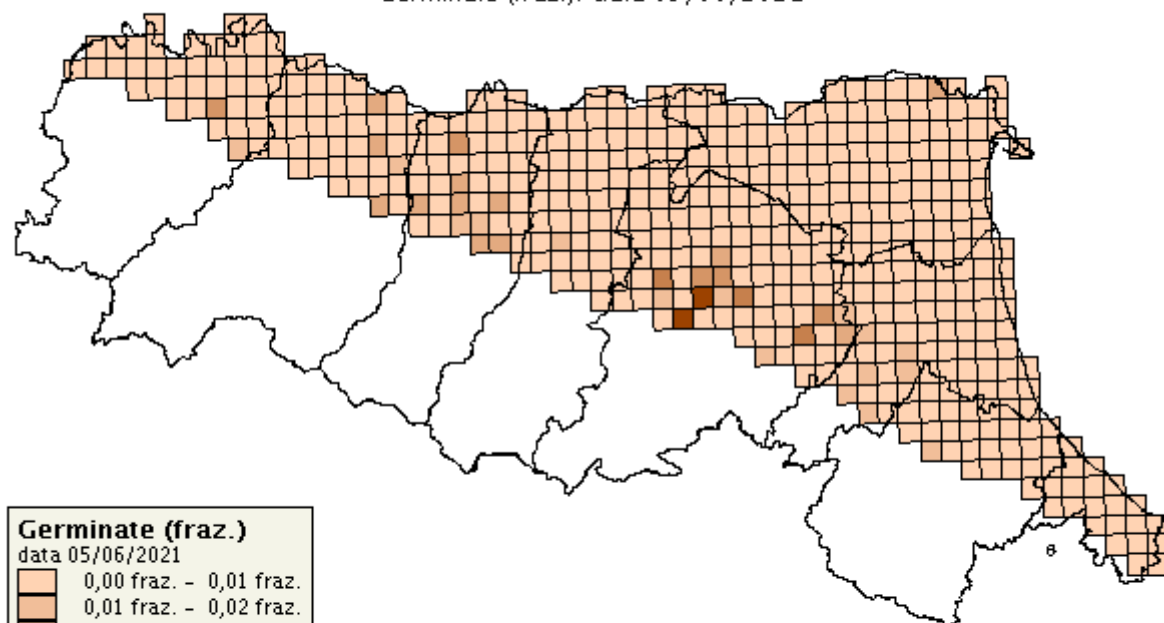 Germinate (fraz.)
data 05/06/2021
0,00 fraz. - 0,01 fraz.
0,01 fraz. - 0,02 fraz.